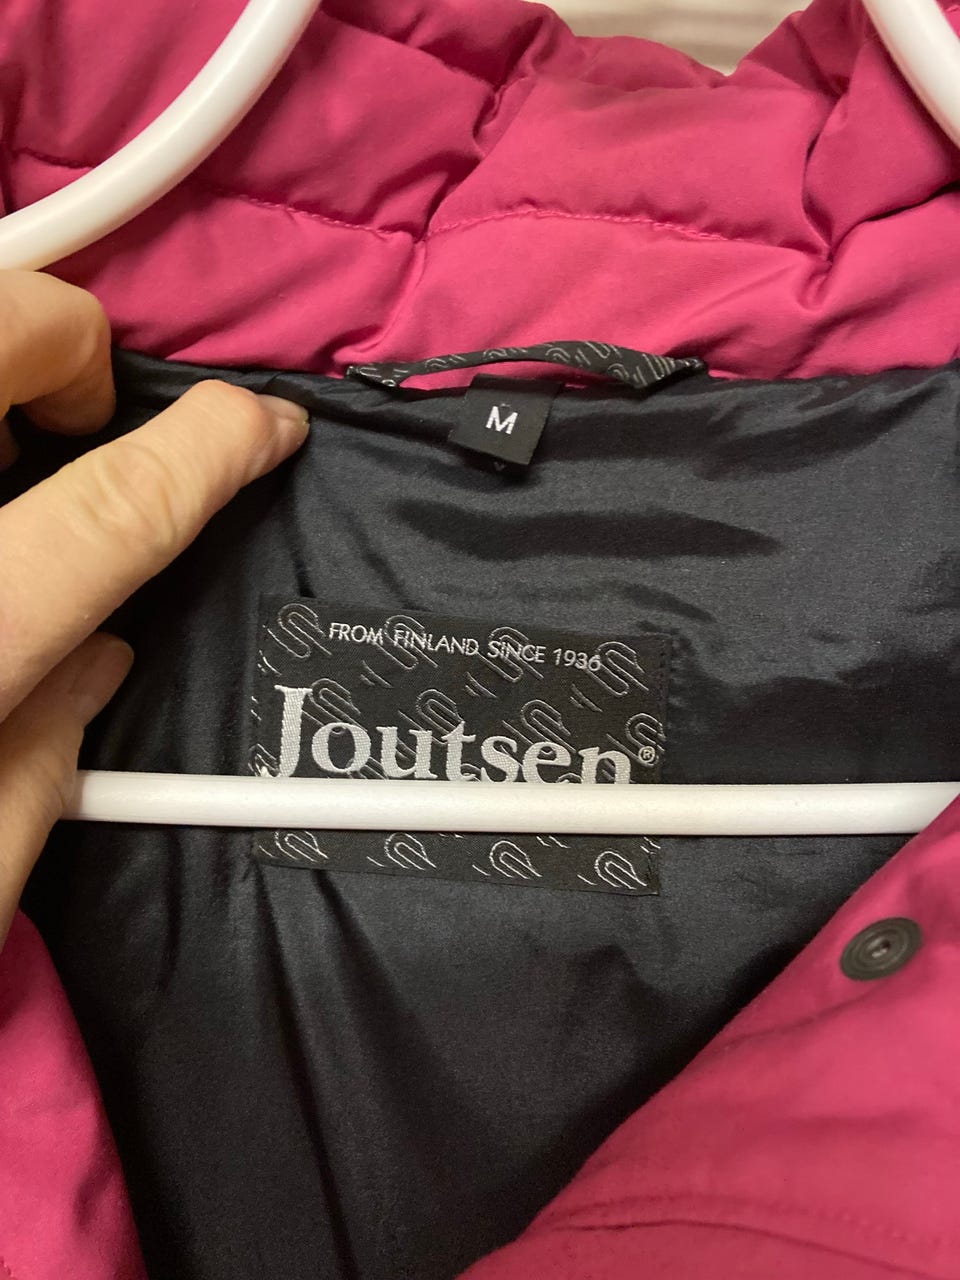 M
FROM FINLAND SINCE 1936
Joutsen®